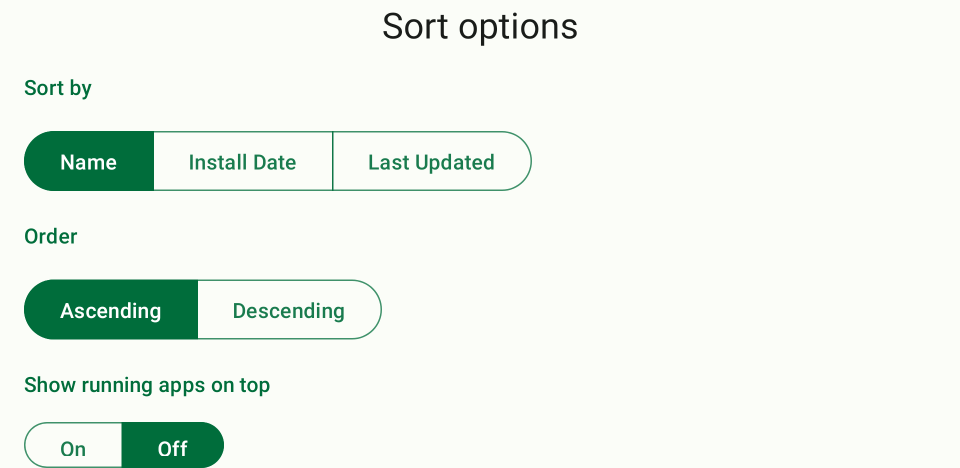 Sort options
Sort by
Name Install Date Last Updated
Order
Ascending Descending
Show running apps on top
On Off